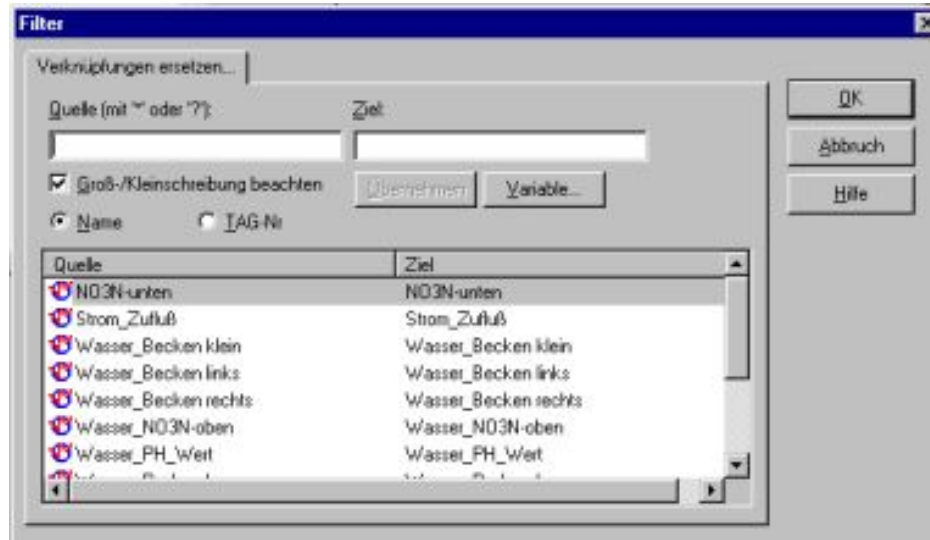 Filter
Verknüpfungen ersetzen...
Quelle (mit '*' oder '?'):
Ziel:
Groß-/Kleinschreibung beachten
Übernehmen
Variable...
Name
TAG-Nr
OK
Abbruch
Hilfe
Quelle Ziel
NO3N-unten NO3N-unten
Strom_Zufluß Strom_Zufluß
Wasser_Becken klein Wasser_Becken klein
Wasser_Becken links Wasser_Becken links
Wasser_Becken rechts Wasser_Becken rechts
Wasser_NO3N-oben Wasser_NO3N-oben
Wasser_PH_Wert Wasser_PH_Wert